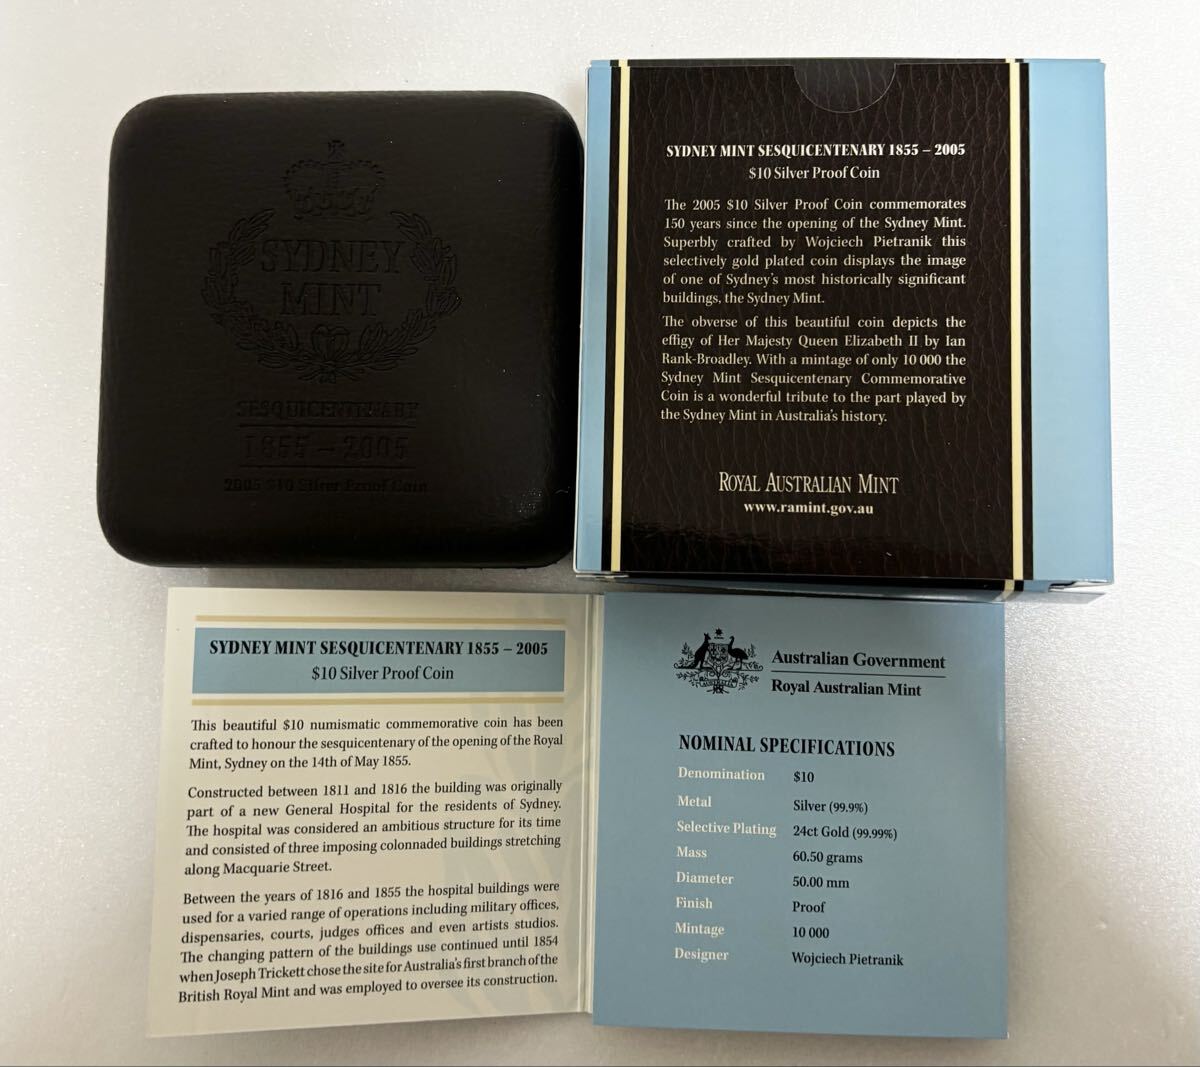 SYDNEY
MINT
SESQUICENTENARY
1855 – 2005
2005 $10 Silver Proof Coin
SYDNEY MINT SESQUICENTENARY 1855 – 2005
$10 Silver Proof Coin
The 2005 $10 Silver Proof Coin commemorates
150 years since the opening of the Sydney Mint.
Superbly crafted by Wojciech Pietranik this
selectively gold plated coin displays the image
of one of Sydney's most historically significant
buildings, the Sydney Mint.
The obverse of this beautiful coin depicts the
effigy of Her Majesty Queen Elizabeth II by Ian
Rank-Broadley. With a mintage of only 10 000 the
Sydney Mint Sesquicentenary Commemorative
Coin is a wonderful tribute to the part played by
the Sydney Mint in Australia's history.
ROYAL AUSTRALIAN MINT
www.ramint.gov.au
SYDNEY MINT SESQUICENTENARY 1855 – 2005
$10 Silver Proof Coin
This beautiful $10 numismatic commemorative coin has been
crafted to honour the sesquicentenary of the opening of the Royal
Mint, Sydney on the 14th of May 1855.
Constructed between 1811 and 1816 the building was originally
part of a new General Hospital for the residents of Sydney.
The hospital was considered an ambitious structure for its time
and consisted of three imposing colonnaded buildings stretching
along Macquarie Street.
Between the years of 1816 and 1855 the hospital buildings were
used for a varied range of operations including military offices,
dispensaries, courts, judges offices and even artists studios.
The changing pattern of the buildings use continued until 1854
when Joseph Trickett chose the site for Australia's first branch of the
British Royal Mint and was employed to oversee its construction.
AUSTRALIA
Australian Government
Royal Australian Mint
NOMINAL SPECIFICATIONS
Denomination $10
Metal Silver (99.9%)
Selective Plating 24ct Gold (99.99%)
Mass 60.50 grams
Diameter 50.00 mm
Finish Proof
Mintage 10 000
Designer Wojciech Pietranik